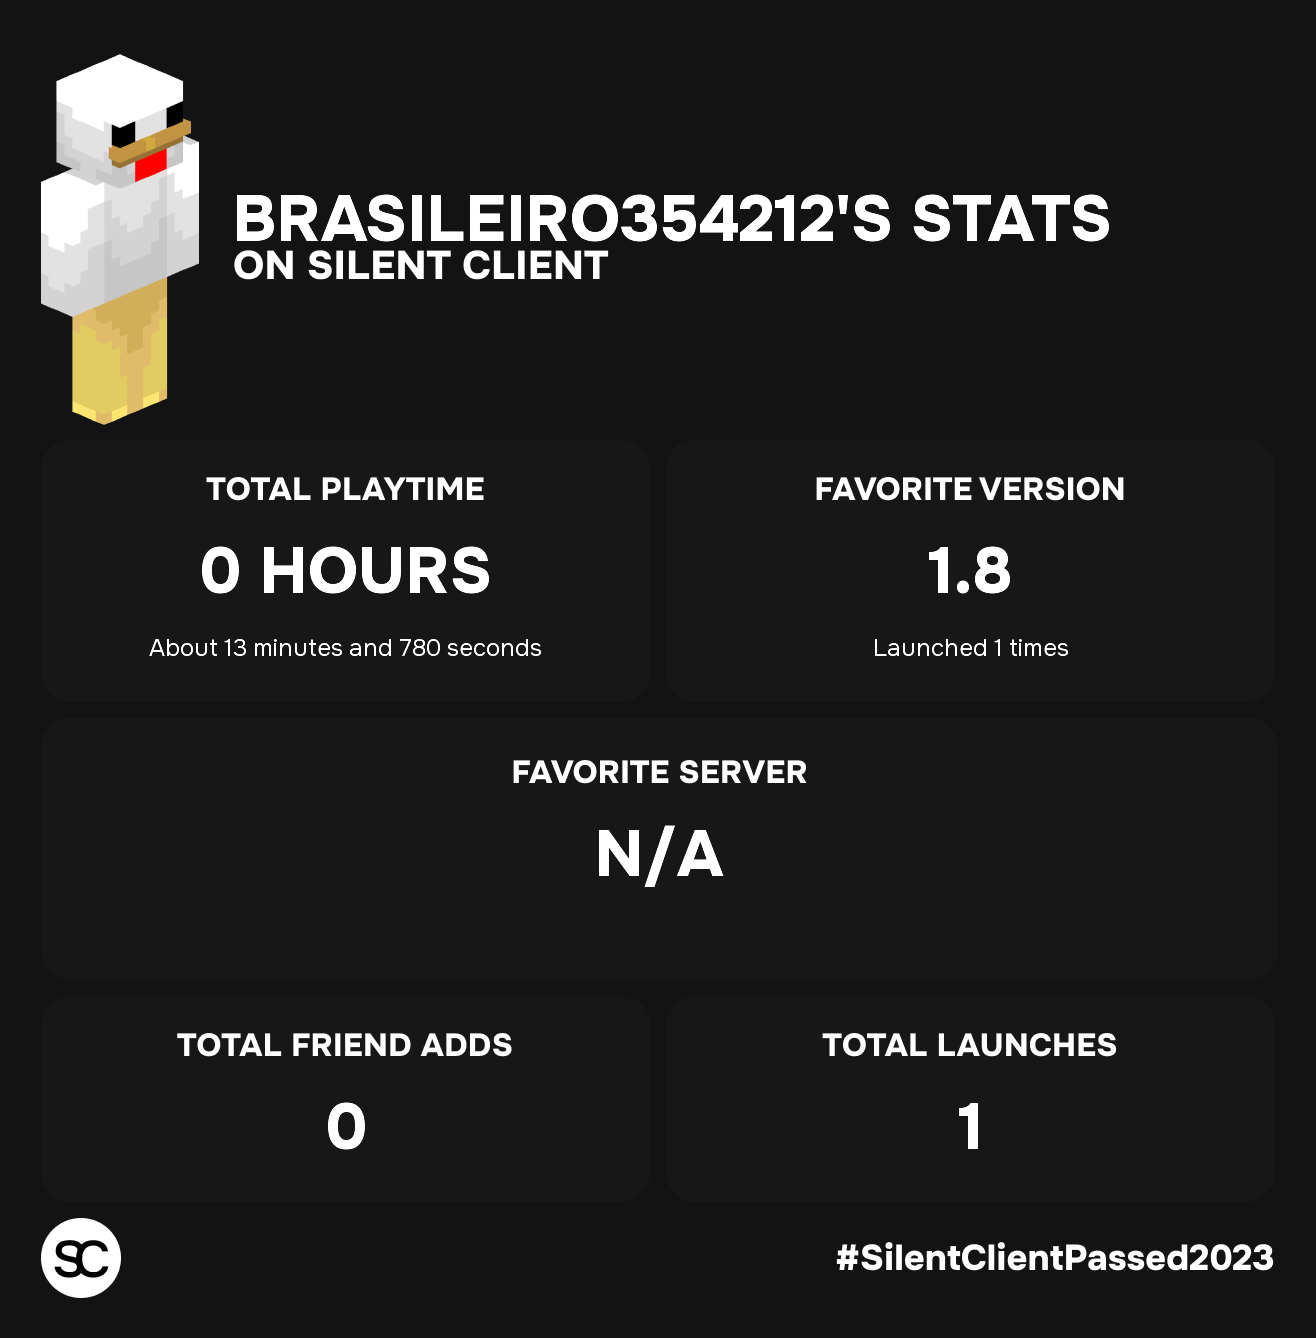 BRASILEIRO354212'S STATS
ON SILENT CLIENT
TOTAL PLAYTIME
0 HOURS
About 13 minutes and 780 seconds
FAVORITE VERSION
1.8
Launched 1 times
FAVORITE SERVER
N/A
TOTAL FRIEND ADDS
0
TOTAL LAUNCHES
1
SC
#SilentClientPassed2023